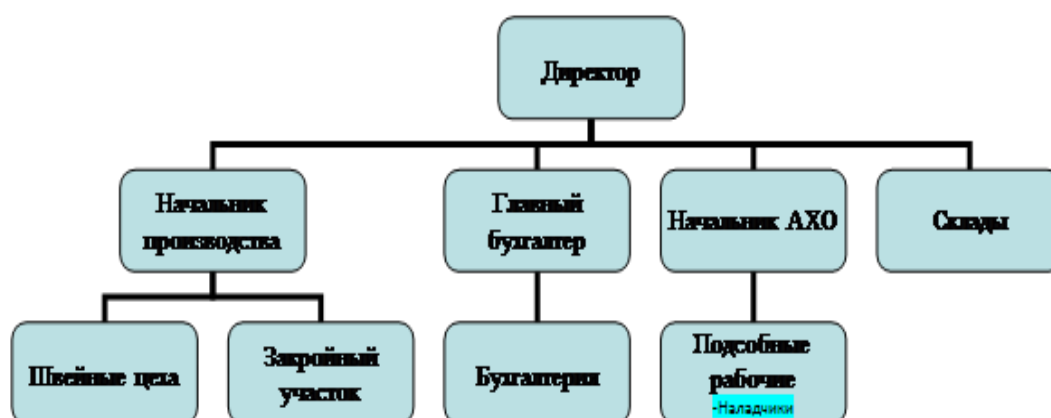 Директор
Начальник
производства
Главный
бухгалтер
Начальник АХО
Склады
Швейные цеха
Закройный
участок
Бухгалтерия
Подсобные
рабочие
-Наладчики